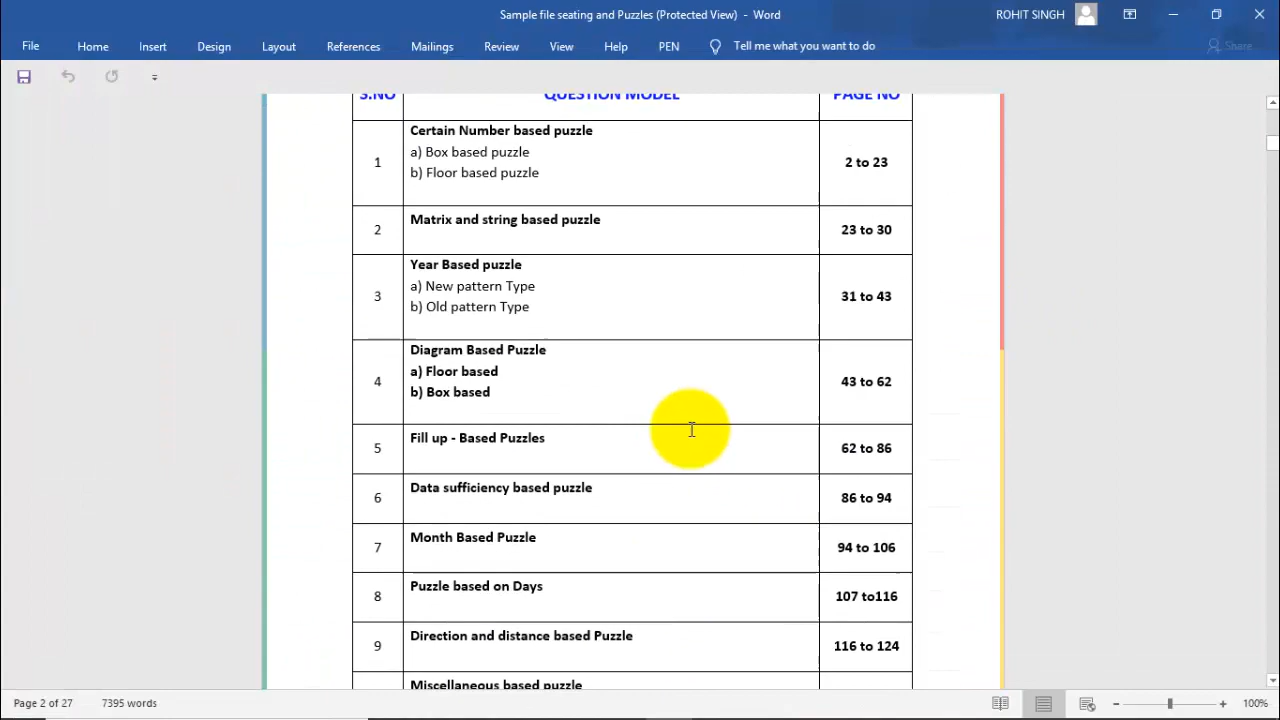 Sample file seating and Puzzles (Protected View) - Word
ROHIT SINGH
File Home Insert Design Layout References Mailings Review View Help PEN Tell me what you want to do Share
S.NO QUESTION MODEL PAGE NO
1 Certain Number based puzzle 2 to 23
a) Box based puzzle
b) Floor based puzzle
2 Matrix and string based puzzle 23 to 30
3 Year Based puzzle 31 to 43
a) New pattern Type
b) Old pattern Type
4 Diagram Based Puzzle 43 to 62
a) Floor based
b) Box based
5 Fill up - Based Puzzles 62 to 86
6 Data sufficiency based puzzle 86 to 94
7 Month Based Puzzle 94 to 106
8 Puzzle based on Days 107 to116
9 Direction and distance based Puzzle 116 to 124
Miscellaneous based puzzle
Page 2 of 27 7395 words 100%